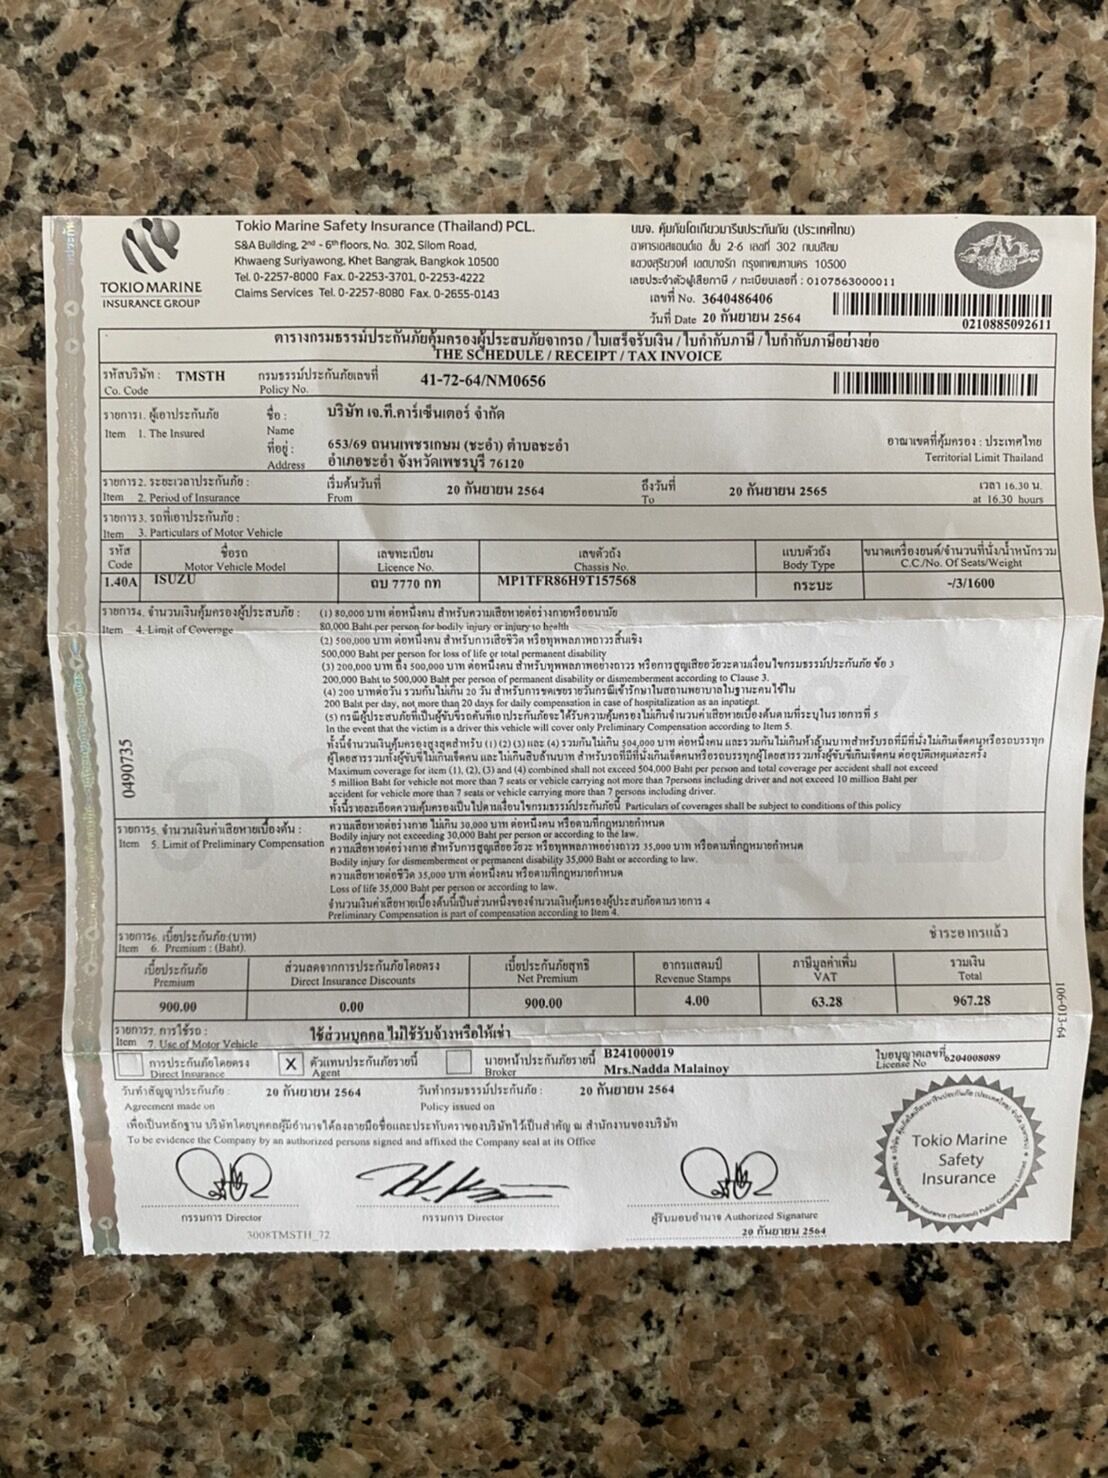 Tokio Marine Safety Insurance (Thailand) PCL.
S&A Building, 2nd - 6th floors, No. 302, Silom Road,
Khwaeng Suriyawong, Khet Bangrak, Bangkok 10500
Tel. 0-2257-8000 Fax. 0-2253-3701, 0-2253-4222
Claims Services Tel. 0-2257-8080 Fax. 0-2655-0143
TOKIO MARINE
INSURANCE GROUP
บมจ. คุ้มภัยโตเกียวมารีนประกันภัย (ประเทศไทย)
อาคารเอสแอนด์เอ ชั้น 2-6 เลขที่ 302 ถนนสีลม
แขวงสุริยวงศ์ เขตบางรัก กรุงเทพมหานคร 10500
เลขประจำตัวผู้เสียภาษี / ทะเบียนเลขที่ : 0107563000011
เลขที่ No. 3640486406
วันที่ Date 20 กันยายน 2564
0210885092611
ตารางกรมธรรม์ประกันภัยคุ้มครองผู้ประสบภัยจากรถ / ใบเสร็จรับเงิน / ใบกำกับภาษี / ใบกำกับภาษีอย่างย่อ
THE SCHEDULE / RECEIPT / TAX INVOICE
รหัสบริษัท : TMSTH กรมธรรม์ประกันภัยเลขที่ 41-72-64/NM0656
Co. Code Policy No.
รายการ1. ผู้เอาประกันภัย ชื่อ : บริษัท เจ.ที.คาร์เซ็นเตอร์ จำกัด
Item 1. The Insured Name
ที่อยู่ : 653/69 ถนนเพชรเกษม (ชะอำ) ตำบลชะอำ อาณาเขตที่คุ้มครอง : ประเทศไทย
Address อำเภอชะอำ จังหวัดเพชรบุรี 76120 Territorial Limit Thailand
รายการ2. ระยะเวลาประกันภัย : เริ่มต้นวันที่ 20 กันยายน 2564 ถึงวันที่ 20 กันยายน 2565 เวลา 16.30 น.
Item 2. Period of Insurance From To at 16.30 hours
รายการ3. รถที่เอาประกันภัย :
Item 3. Particulars of Motor Vehicle
รหัส ชื่อรถ เลขทะเบียน เลขตัวถัง แบบตัวถัง ขนาดเครื่องยนต์/จำนวนที่นั่ง/น้ำหนักรวม
Code Motor Vehicle Model Licence No. Chassis No. Body Type C.C./No. Of Seats/Weight
1.40A ISUZU ฒบ 7770 กท MP1TFR86H9T157568 กระบะ -/3/1600
รายการ4. จำนวนเงินคุ้มครองผู้ประสบภัย : (1) 80,000 บาท ต่อหนึ่งคน สำหรับความเสียหายต่อร่างกายหรืออนามัย
Item 4. Limit of Coverage 80,000 Baht per person for bodily injury or injury to health
(2) 500,000 บาท ต่อหนึ่งคน สำหรับการเสียชีวิต หรือทุพพลภาพถาวรสิ้นเชิง
500,000 Baht per person for loss of life or total permanent disability
(3) 200,000 บาท ถึง 500,000 บาท ต่อหนึ่งคน สำหรับทุพพลภาพอย่างถาวร หรือการสูญเสียอวัยวะตามเงื่อนไขกรมธรรม์ประกันภัย ข้อ 3
200,000 Baht to 500,000 Baht per person of permanent disability or dismemberment according to Clause 3.
(4) 200 บาทต่อวัน รวมกันไม่เกิน 20 วัน สำหรับการชดเชยรายวันกรณีเข้ารักษาในสถานพยาบาลในฐานะคนไข้ใน
200 Baht per day, not more than 20 days for daily compensation in case of hospitalization as an inpatient.
(5) กรณีผู้ประสบภัยที่เป็นผู้ขับขี่รถคันที่เอาประกันภัยจะได้รับความคุ้มครองไม่เกินจำนวนค่าเสียหายเบื้องต้นตามที่ระบุในรายการที่ 5
In the event that the victim is a driver this vehicle will cover only Preliminary Compensation according to Item 5.
ทั้งนี้จำนวนเงินคุ้มครองสูงสุดสำหรับ (1) (2) (3) และ (4) รวมกันไม่เกิน 504,000 บาท ต่อหนึ่งคน และรวมกันไม่เกินห้าล้านบาทสำหรับรถที่มีที่นั่งไม่เกินเจ็ดคนหรือรถบรรทุก
ผู้โดยสารรวมทั้งผู้ขับขี่ไม่เกินเจ็ดคน และไม่เกินสิบล้านบาท สำหรับรถที่มีที่นั่งเกินเจ็ดคนหรือรถบรรทุกผู้โดยสารรวมทั้งผู้ขับขี่เกินเจ็ดคน ต่ออุบัติเหตุแต่ละครั้ง
Maximum coverage for item (1), (2), (3) and (4) combined shall not exceed 504,000 Baht per person and total coverage per accident shall not exceed
5 million Baht for vehicle not more than 7 seats or vehicle carrying not more than 7persons including driver and not exceed 10 million Baht per
accident for vehicle more than 7 seats or vehicle carrying more than 7 persons including driver.
ทั้งนี้รายละเอียดความคุ้มครองเป็นไปตามเงื่อนไขกรมธรรม์ประกันภัยนี้ Particulars of coverages shall be subject to conditions of this policy
0490735
รายการ5. จำนวนเงินค่าเสียหายเบื้องต้น : ความเสียหายต่อร่างกาย ไม่เกิน 30,000 บาท ต่อหนึ่งคน หรือตามที่กฎหมายกำหนด
Item 5. Limit of Preliminary Compensation Bodily injury not exceeding 30,000 Baht per person or according to the law.
ความเสียหายต่อร่างกาย สำหรับการสูญเสียอวัยวะ หรือทุพพลภาพอย่างถาวร 35,000 บาท หรือตามที่กฎหมายกำหนด
Bodily injury for dismemberment or permanent disability 35,000 Baht or according to law.
ความเสียหายต่อชีวิต 35,000 บาท ต่อหนึ่งคน หรือตามที่กฎหมายกำหนด
Loss of life 35,000 Baht per person or according to law.
จำนวนเงินค่าเสียหายเบื้องต้นนี้เป็นส่วนหนึ่งของจำนวนเงินคุ้มครองผู้ประสบภัยตามรายการ 4
Preliminary Compensation is part of compensation according to Item 4.
รายการ6. เบี้ยประกันภัย:(บาท) ชำระอากรแล้ว
Item 6. Premium : (Baht).
เบี้ยประกันภัย ส่วนลดจากการประกันภัยโดยตรง เบี้ยประกันภัยสุทธิ อากรแสตมป์ ภาษีมูลค่าเพิ่ม รวมเงิน
Premium Direct Insurance Discounts Net Premium Revenue Stamps VAT Total
900.00 0.00 900.00 4.00 63.28 967.28
106-013-64
รายการ7. การใช้รถ : ใช้ส่วนบุคคล ไม่ใช้รับจ้างหรือให้เช่า
Item 7. Use of Motor Vehicle
การประกันภัยโดยตรง X ตัวแทนประกันภัยรายนี้ นายหน้าประกันภัยรายนี้ B241000019 ใบอนุญาตเลขที่ 6204008089
Direct Insurance Agent Broker Mrs.Nadda Malainoy License No
วันทำสัญญาประกันภัย : 20 กันยายน 2564 วันทำกรมธรรม์ประกันภัย : 20 กันยายน 2564
Agreement made on Policy issued on
เพื่อเป็นหลักฐาน บริษัทโดยบุคคลผู้มีอำนาจได้ลงลายมือชื่อและประทับตราของบริษัทไว้เป็นสำคัญ ณ สำนักงานของบริษัท
To be evidence the Company by an authorized persons signed and affixed the Company seal at its Office
กรรมการ Director กรรมการ Director ผู้รับมอบอำนาจ Authorized Signature
3008TMSTH_72 20 กันยายน 2564
Tokio Marine
Safety
Insurance